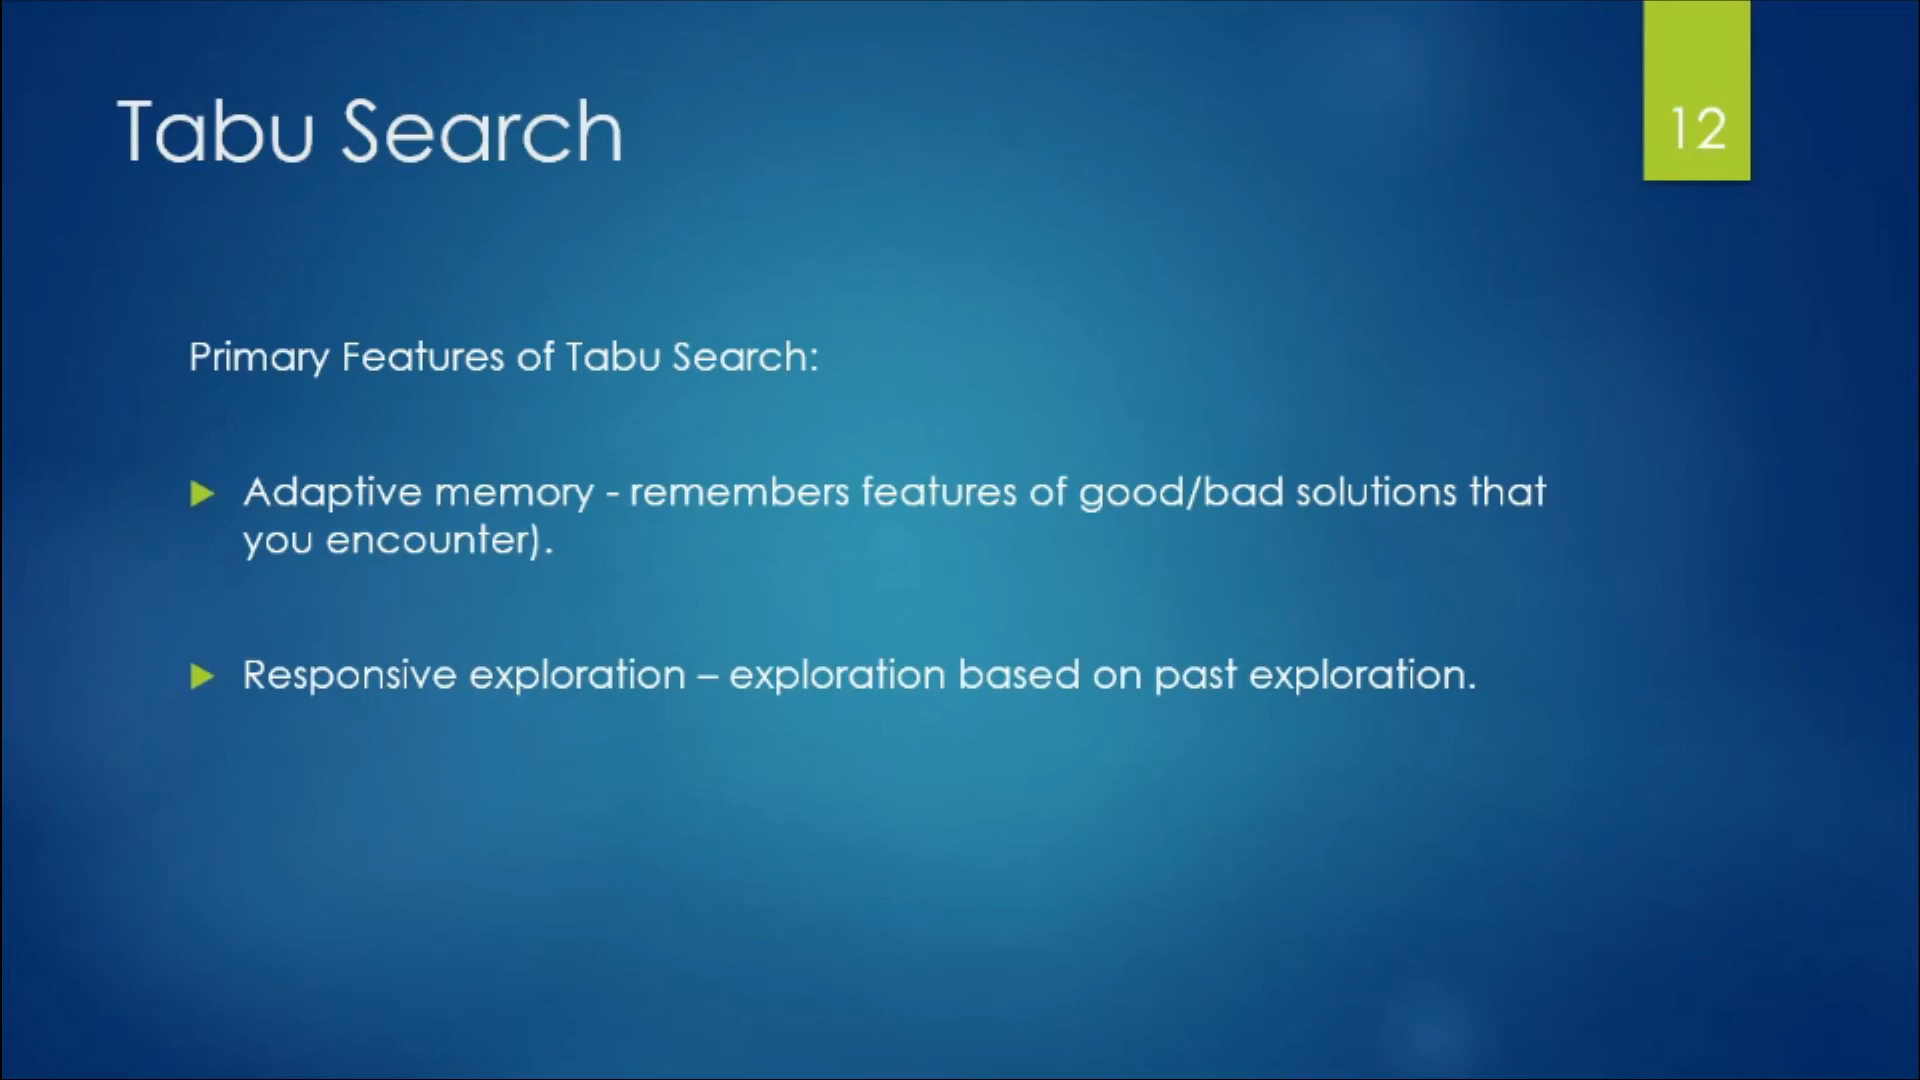 Tabu Search
12
Primary Features of Tabu Search:
Adaptive memory - remembers features of good/bad solutions that
you encounter).
Responsive exploration – exploration based on past exploration.